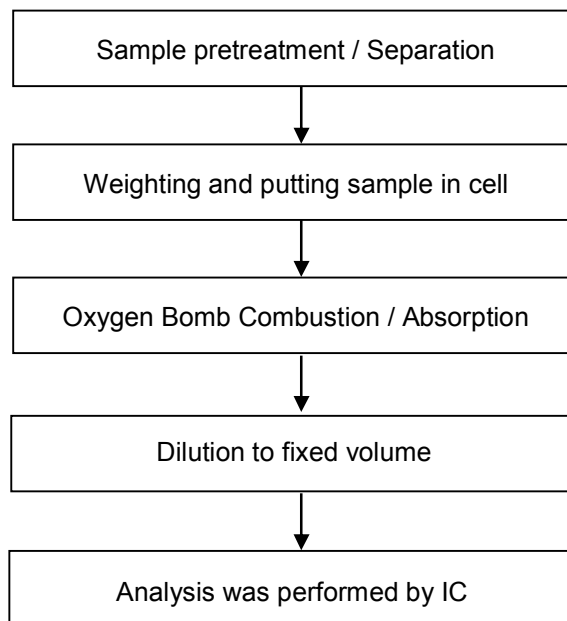 Sample pretreatment / Separation
Weighting and putting sample in cell
Oxygen Bomb Combustion / Absorption
Dilution to fixed volume
Analysis was performed by IC